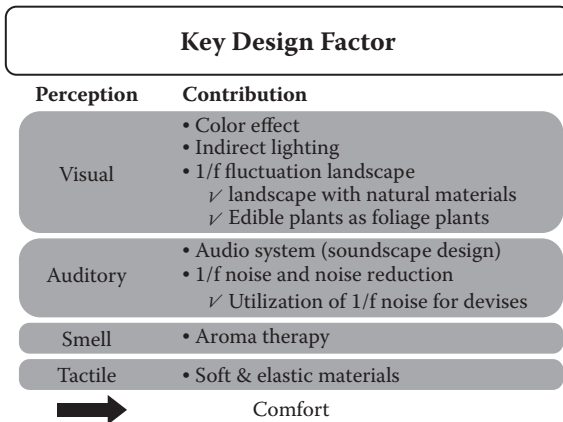 Key Design Factor
Perception Contribution
Visual
• Color effect
• Indirect lighting
• 1/f fluctuation landscape
✓ landscape with natural materials
✓ Edible plants as foliage plants
Auditory
• Audio system (soundscape design)
• 1/f noise and noise reduction
✓ Utilization of 1/f noise for devises
Smell • Aroma therapy
Tactile • Soft & elastic materials
Comfort